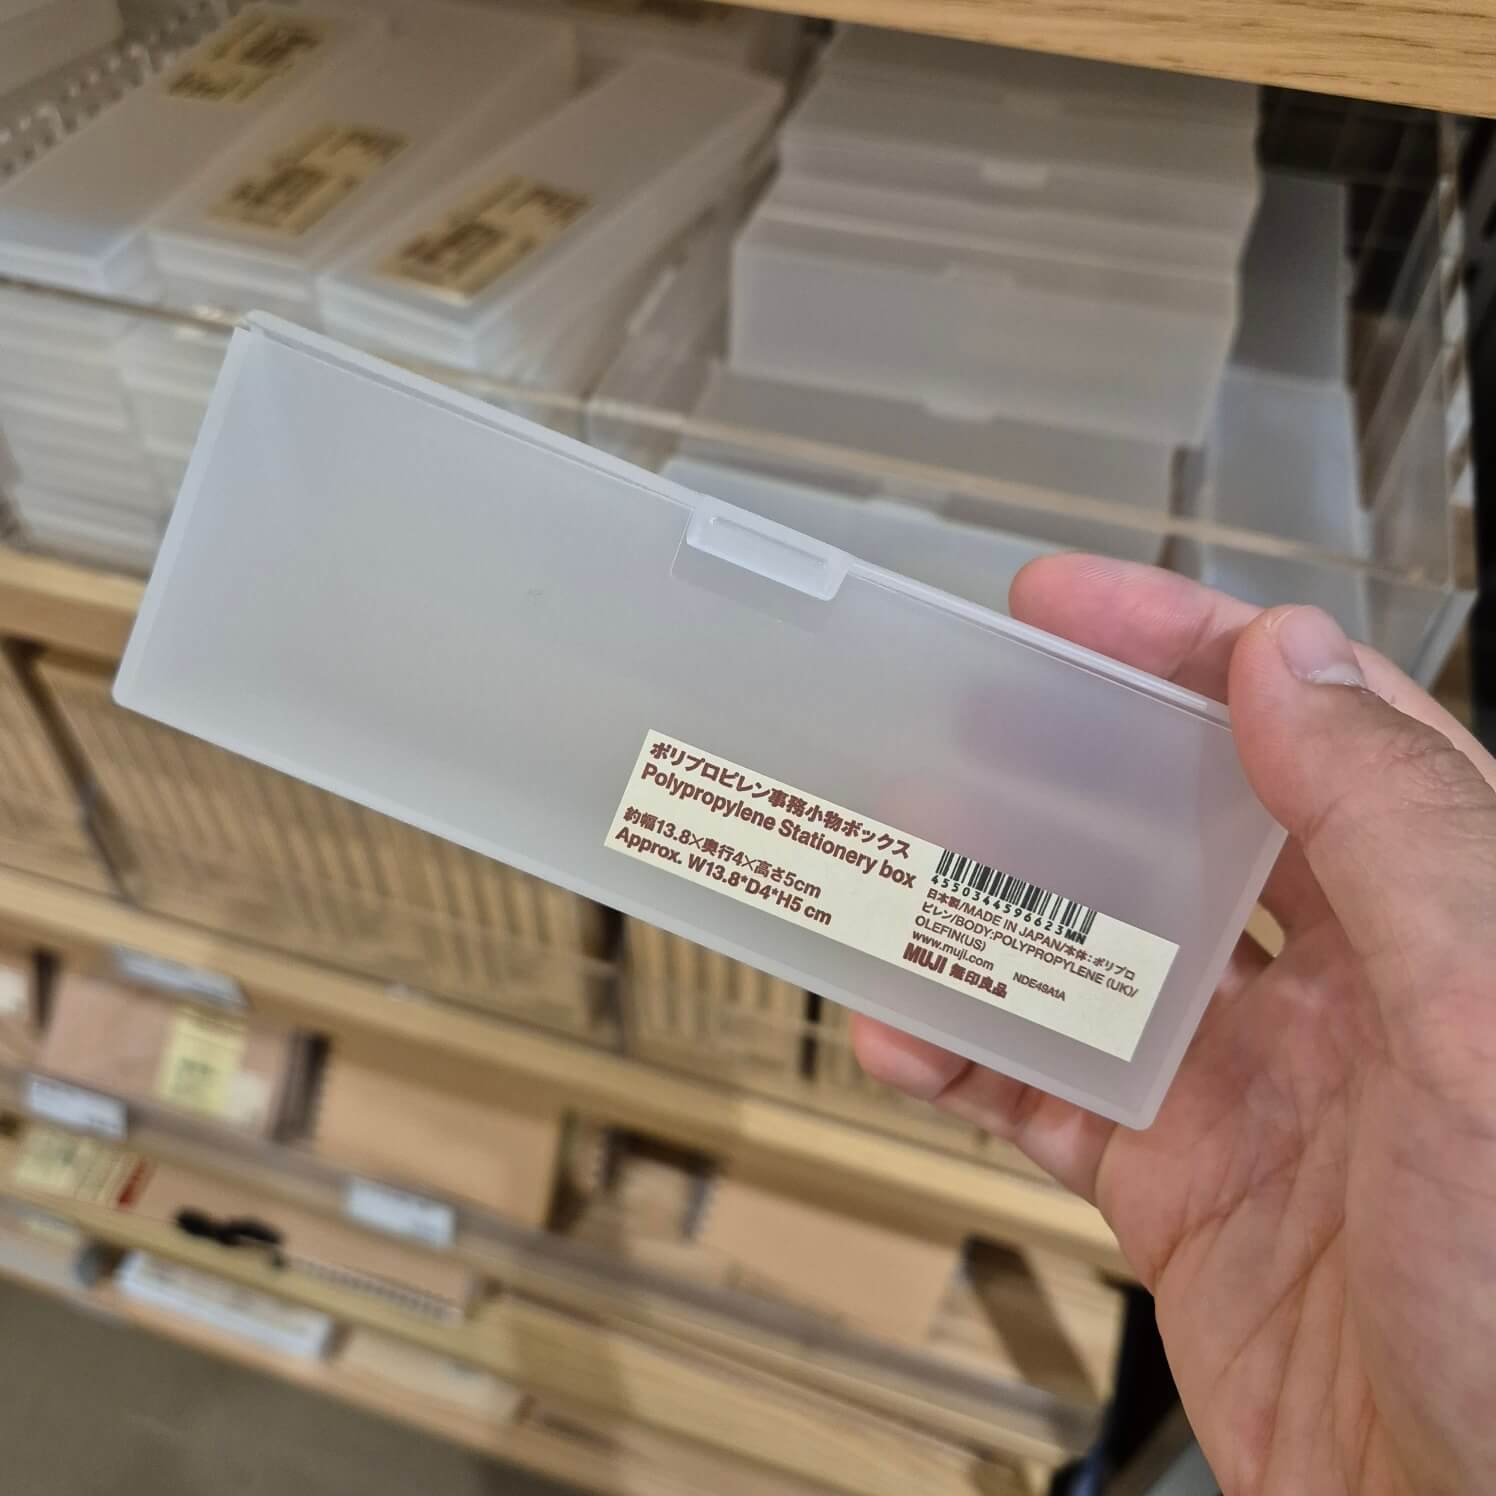 ポリプロピレン事務小物ボックス
Polypropylene Stationery box
約幅13.8×奥行4×高さ5cm
Approx. W13.8*D4*H5 cm
4550344596623MN
日本製/MADE IN JAPAN/本体:ポリプロ
ピレン/BODY:POLYPROPYLENE (UK)/
OLEFIN(US)
www.muji.com NDE49A1A
MUJI 無印良品